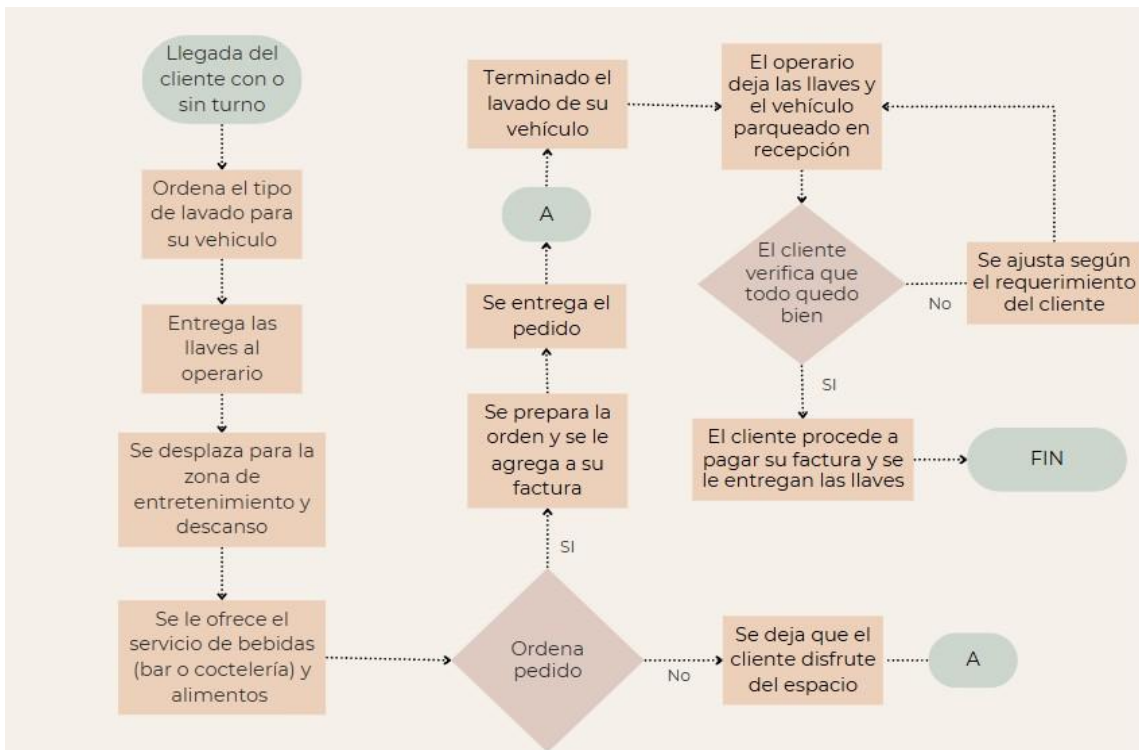 Llegada del
cliente con o
sin turno
Ordena el tipo
de lavado para
su vehiculo
Entrega las
llaves al
operario
Se desplaza para la
zona de
entretenimiento y
descanso
Se le ofrece el
servicio de bebidas
(bar o coctelería) y
alimentos
Ordena
pedido
SI
Se prepara la
orden y se le
agrega a su
factura
Se entrega el
pedido
A
Terminado el
lavado de su
vehículo
No
Se deja que el
cliente disfrute
del espacio
A
El operario
deja las llaves y
el vehículo
parqueado en
recepción
El cliente
verifica que
todo quedo
bien
No
Se ajusta según
el requerimiento
del cliente
SI
El cliente procede a
pagar su factura y se
le entregan las llaves
FIN